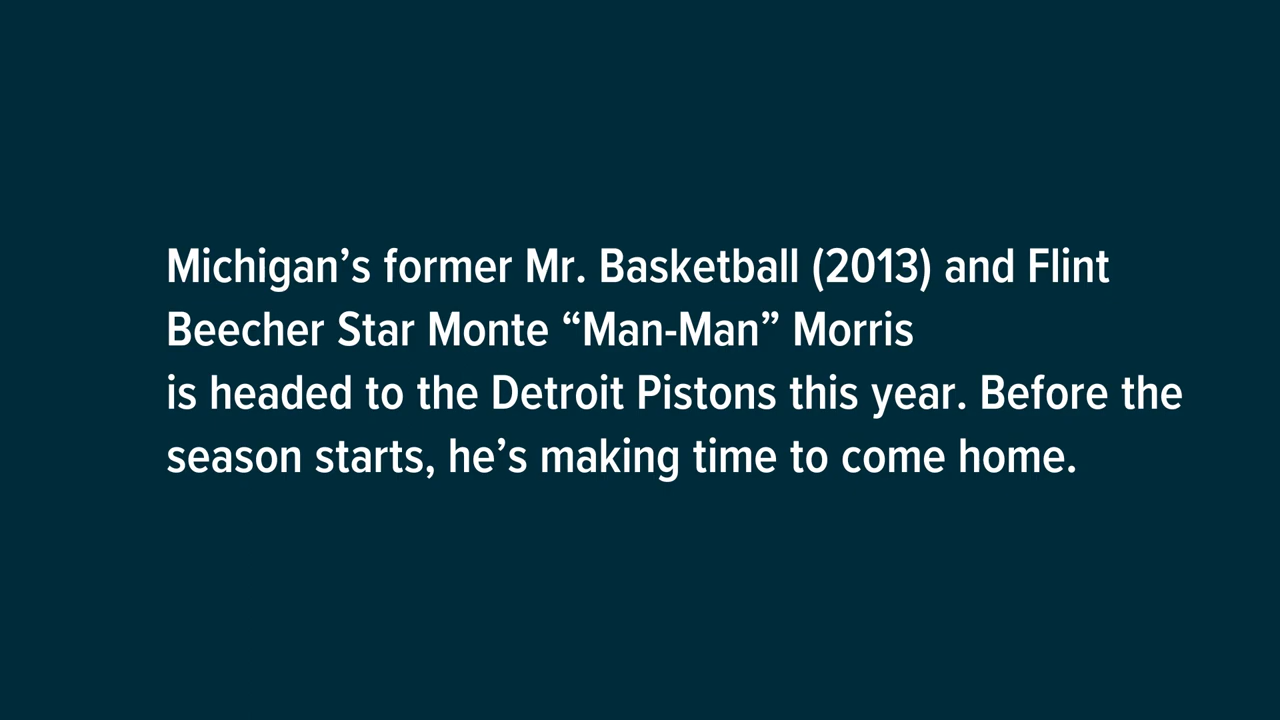 Michigan’s former Mr. Basketball (2013) and Flint
Beecher Star Monte “Man-Man” Morris
is headed to the Detroit Pistons this year. Before the
season starts, he’s making time to come home.